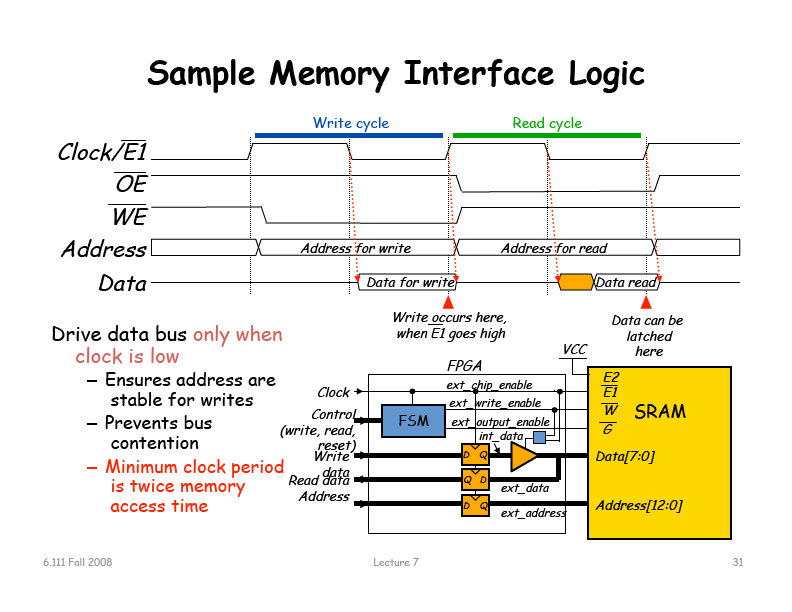 Sample Memory Interface Logic
Write cycle
Read cycle
Clock/E1
OE
WE
Address
Address for write
Address for read
Data
Data for write
Data read
Write occurs here,
when E1 goes high
Data can be
latched
here
Drive data bus only when
clock is low
– Ensures address are
stable for writes
– Prevents bus
contention
– Minimum clock period
is twice memory
access time
FPGA
VCC
Clock
Control
(write, read,
reset)
Write
data
Read data
Address
FSM
ext_chip_enable
ext_write_enable
ext_output_enable
int_data
D Q
Q D
D Q
ext_data
ext_address
E2
E1
W
G
SRAM
Data[7:0]
Address[12:0]
6.111 Fall 2008
Lecture 7
31